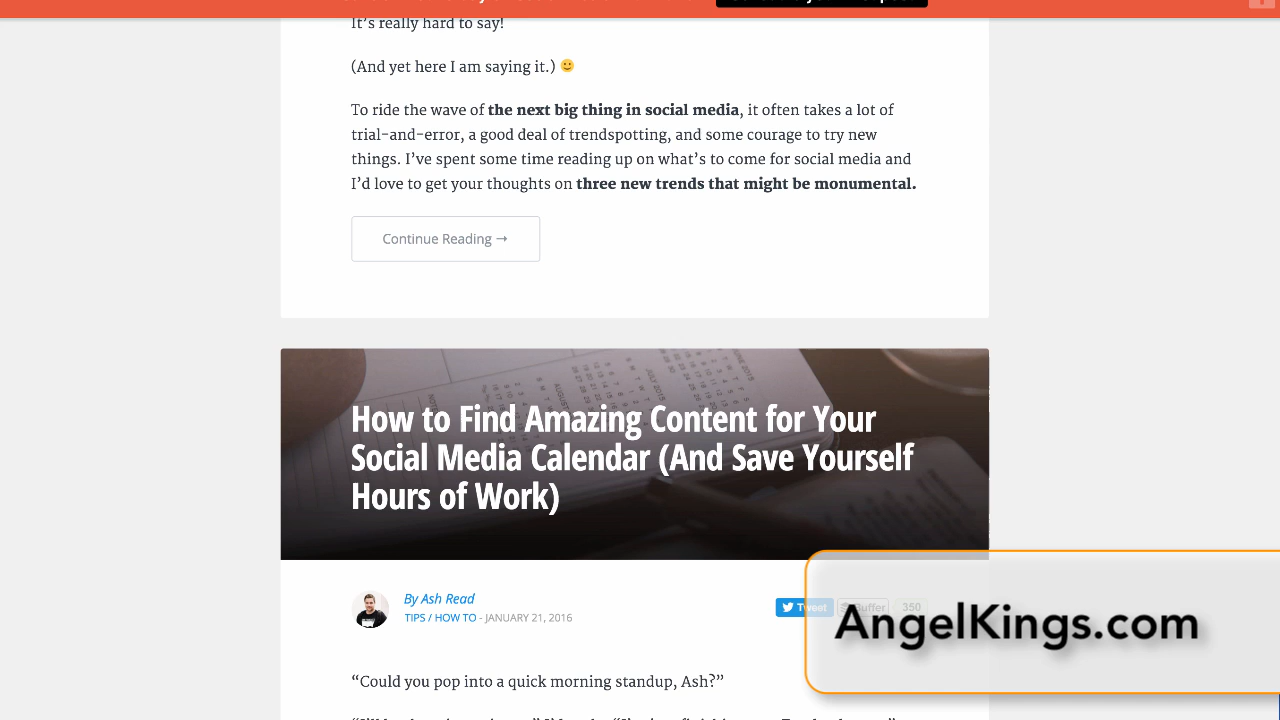 It’s really hard to say!
(And yet here I am saying it.)
To ride the wave of the next big thing in social media, it often takes a lot of
trial-and-error, a good deal of trendspotting, and some courage to try new
things. I’ve spent some time reading up on what’s to come for social media and
I’d love to get your thoughts on three new trends that might be monumental.
Continue Reading →
How to Find Amazing Content for Your
Social Media Calendar (And Save Yourself
Hours of Work)
By Ash Read
TIPS / HOW TO - JANUARY 21, 2016
Tweet
Buffer
350
AngelKings.com
“Could you pop into a quick morning standup, Ash?”